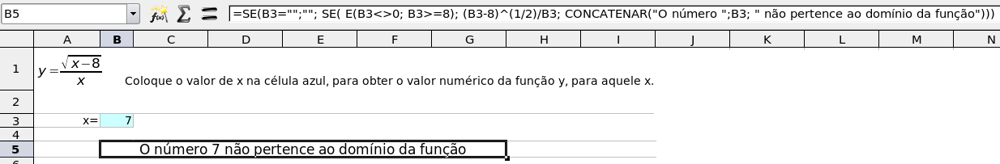 B5 =SE(B3="";""; SE( E(B3<>0; B3>=8); (B3-8)^(1/2)/B3; CONCATENAR("O número ";B3; " não pertence ao domínio da função")))
A B C D E F G H I J K L M N
1 y = √x−8 / x Coloque o valor de x na célula azul, para obter o valor numérico da função y, para aquele x.
2
3 x= 7
4
5 O número 7 não pertence ao domínio da função
6